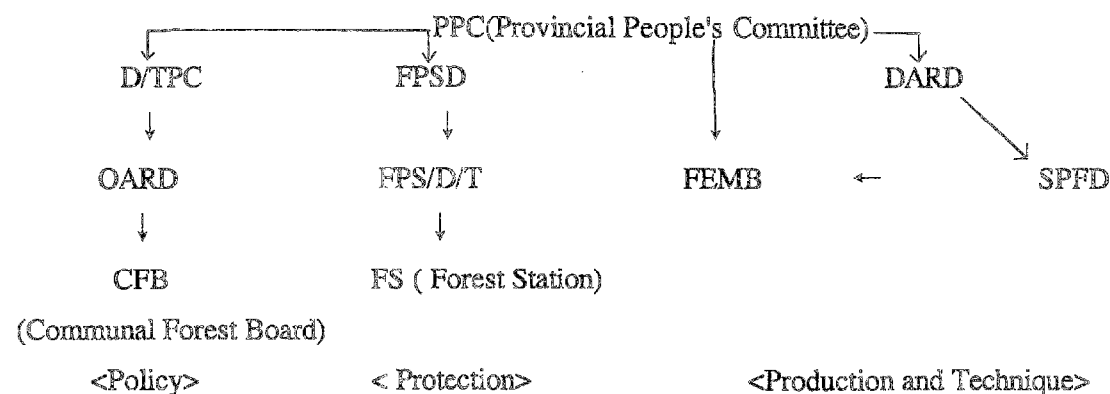 PPC(Provincial People's Committee)
D/TPC FPSD DARD
OARD FPS/D/T FEMB SPFD
CFB FS ( Forest Station)
(Communal Forest Board)
<Policy> < Protection> <Production and Technique>